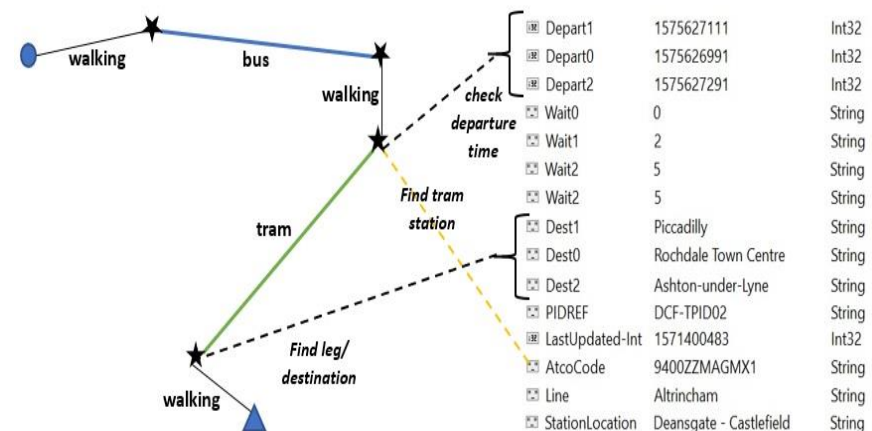 walking
bus
walking
check
departure
time
Find tram
station
tram
Find leg/
destination
walking
Depart1 1575627111 Int32
Depart0 1575626991 Int32
Depart2 1575627291 Int32
Wait0 0 String
Wait1 2 String
Wait2 5 String
Wait2 5 String
Dest1 Piccadilly String
Dest0 Rochdale Town Centre String
Dest2 Ashton-under-Lyne String
PIDREF DCF-TPID02 String
LastUpdated-Int 1571400483 Int32
AtcoCode 9400ZZMAGMX1 String
Line Altrincham String
StationLocation Deansgate - Castlefield String